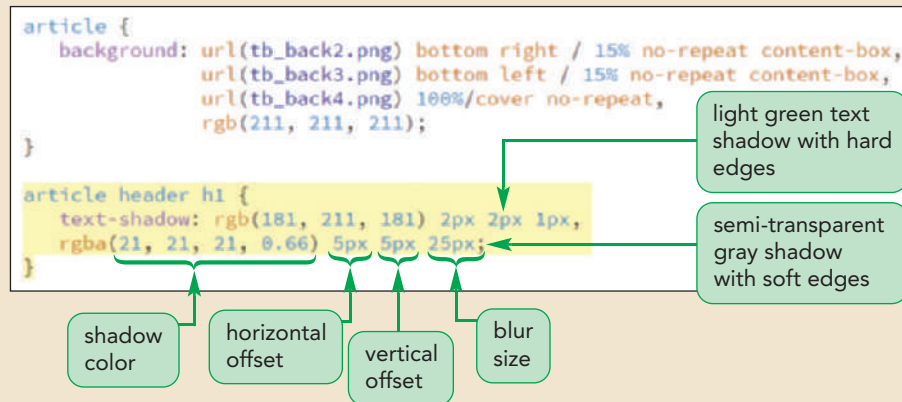 article {
background: url(tb_back2.png) bottom right / 15% no-repeat content-box,
url(tb_back3.png) bottom left / 15% no-repeat content-box,
url(tb_back4.png) 100%/cover no-repeat,
rgb(211, 211, 211);
}
light green text
shadow with hard
edges
article header h1 {
text-shadow: rgb(181, 211, 181) 2px 2px 1px,
rgba(21, 21, 21, 0.66) 5px 5px 25px;
}
semi-transparent
gray shadow
with soft edges
shadow
color
horizontal
offset
vertical
offset
blur
size